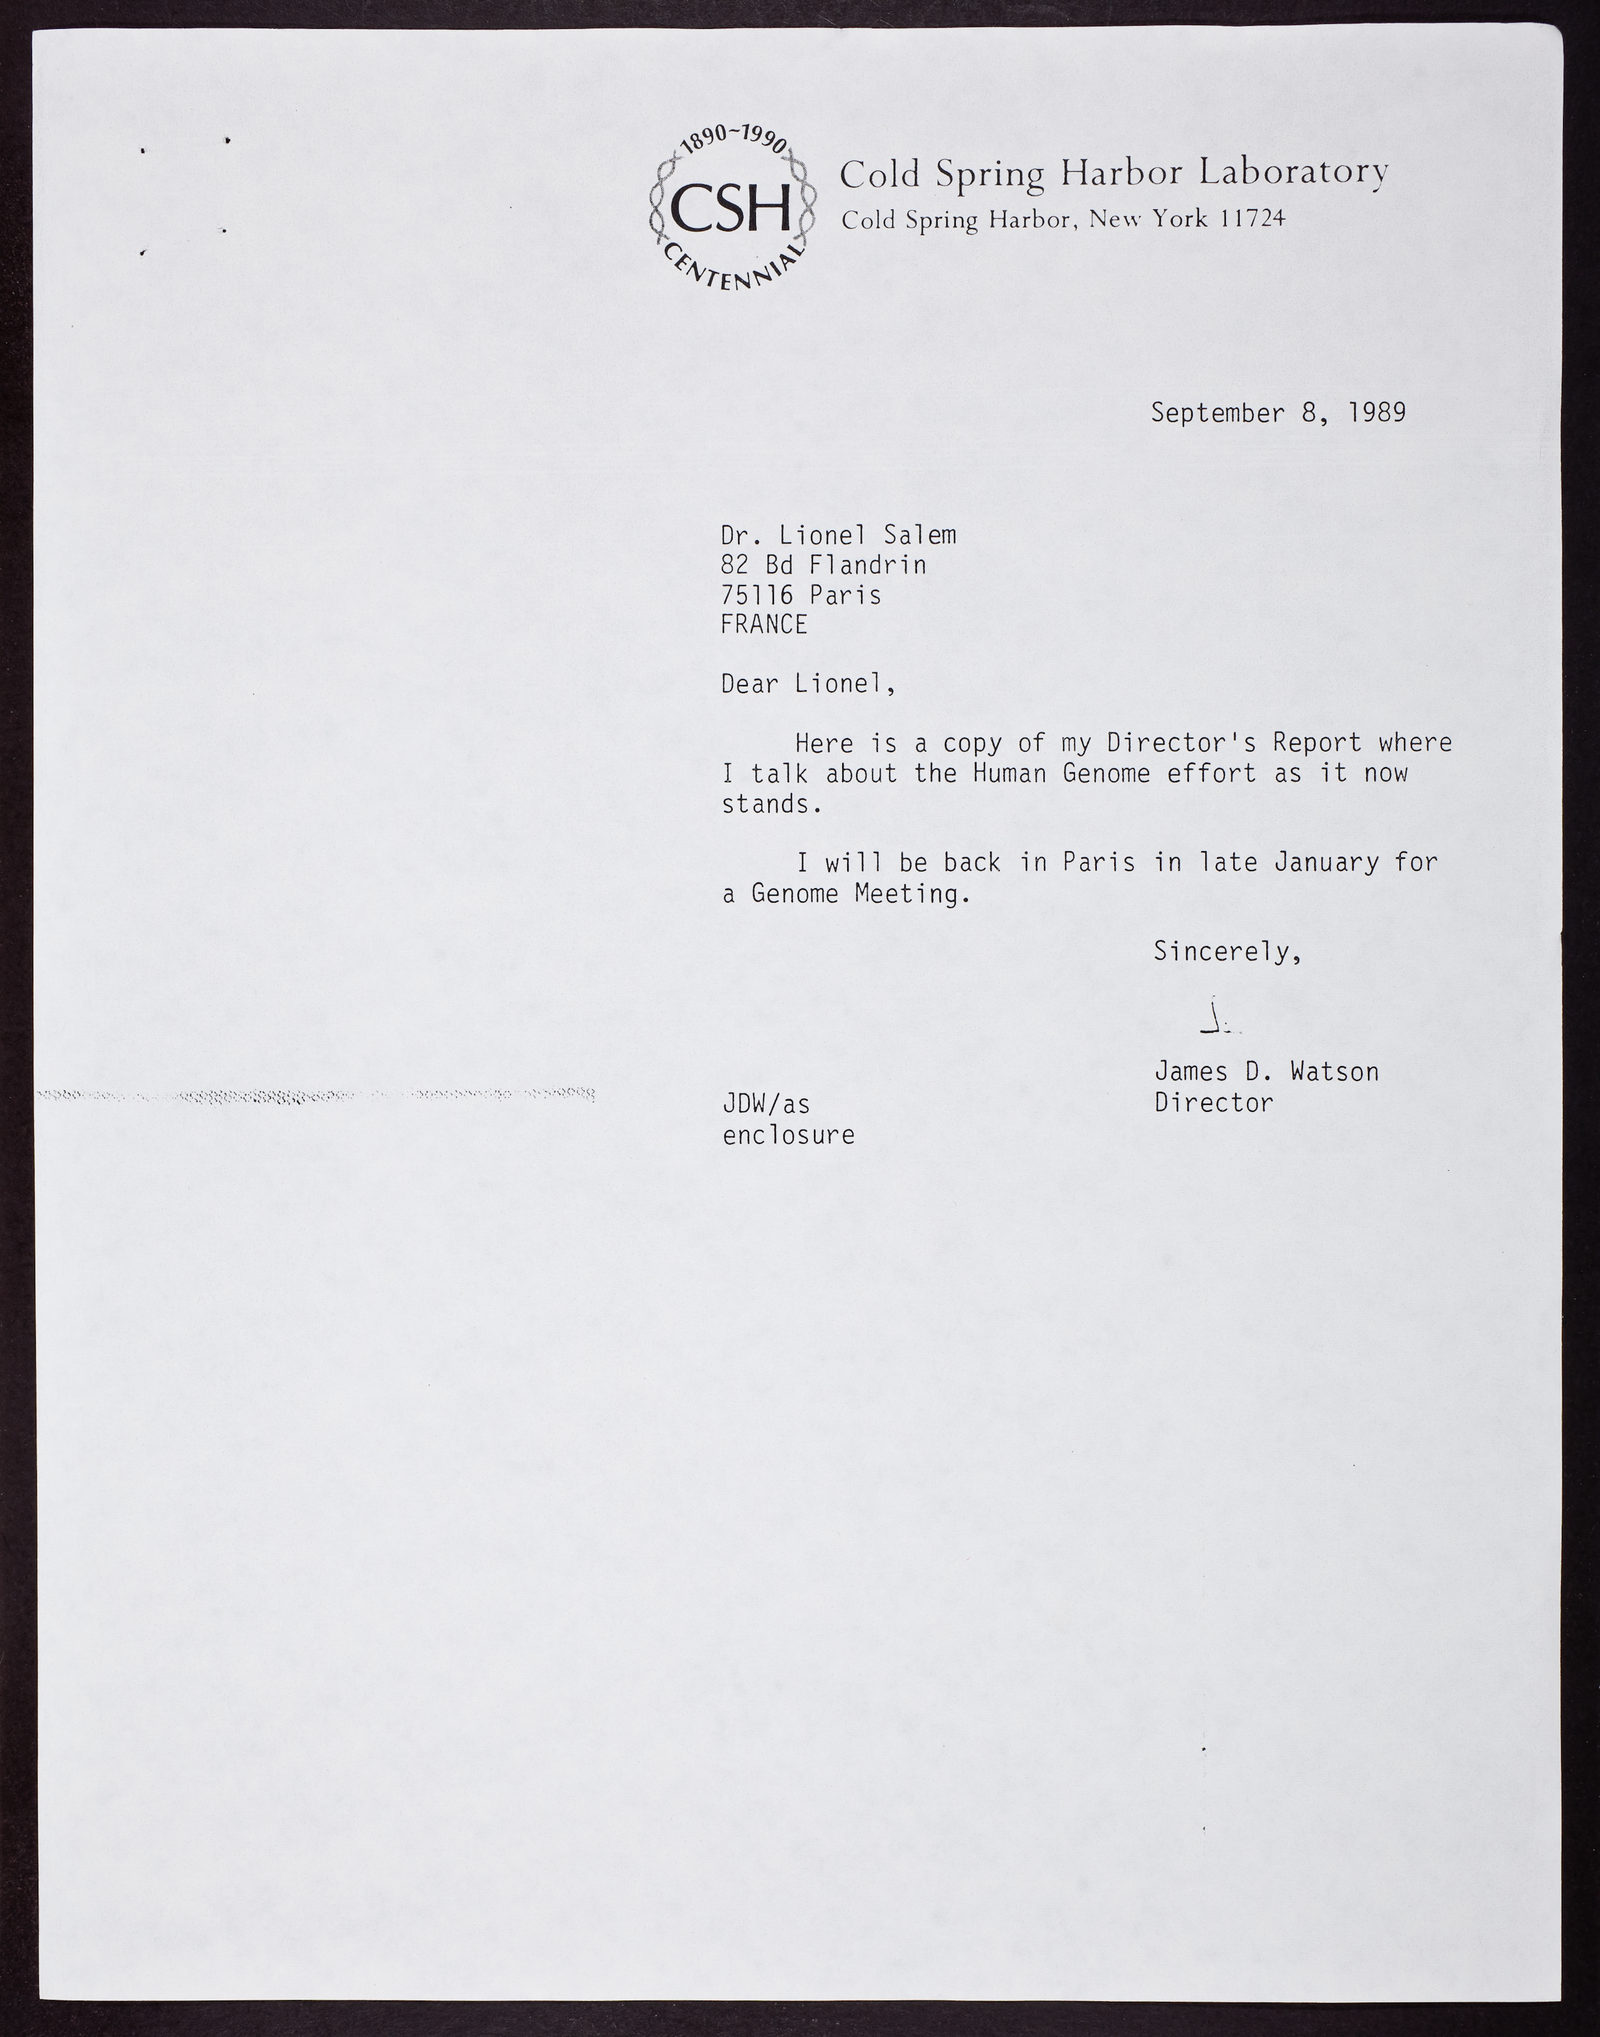 1890~1990
CSH
CENTENNIAL
Cold Spring Harbor Laboratory
Cold Spring Harbor, New York 11724
September 8, 1989
Dr. Lionel Salem
82 Bd Flandrin
75116 Paris
FRANCE
Dear Lionel,
Here is a copy of my Director's Report where
I talk about the Human Genome effort as it now
stands.
I will be back in Paris in late January for
a Genome Meeting.
Sincerely,
James D. Watson
Director
JDW/as
enclosure